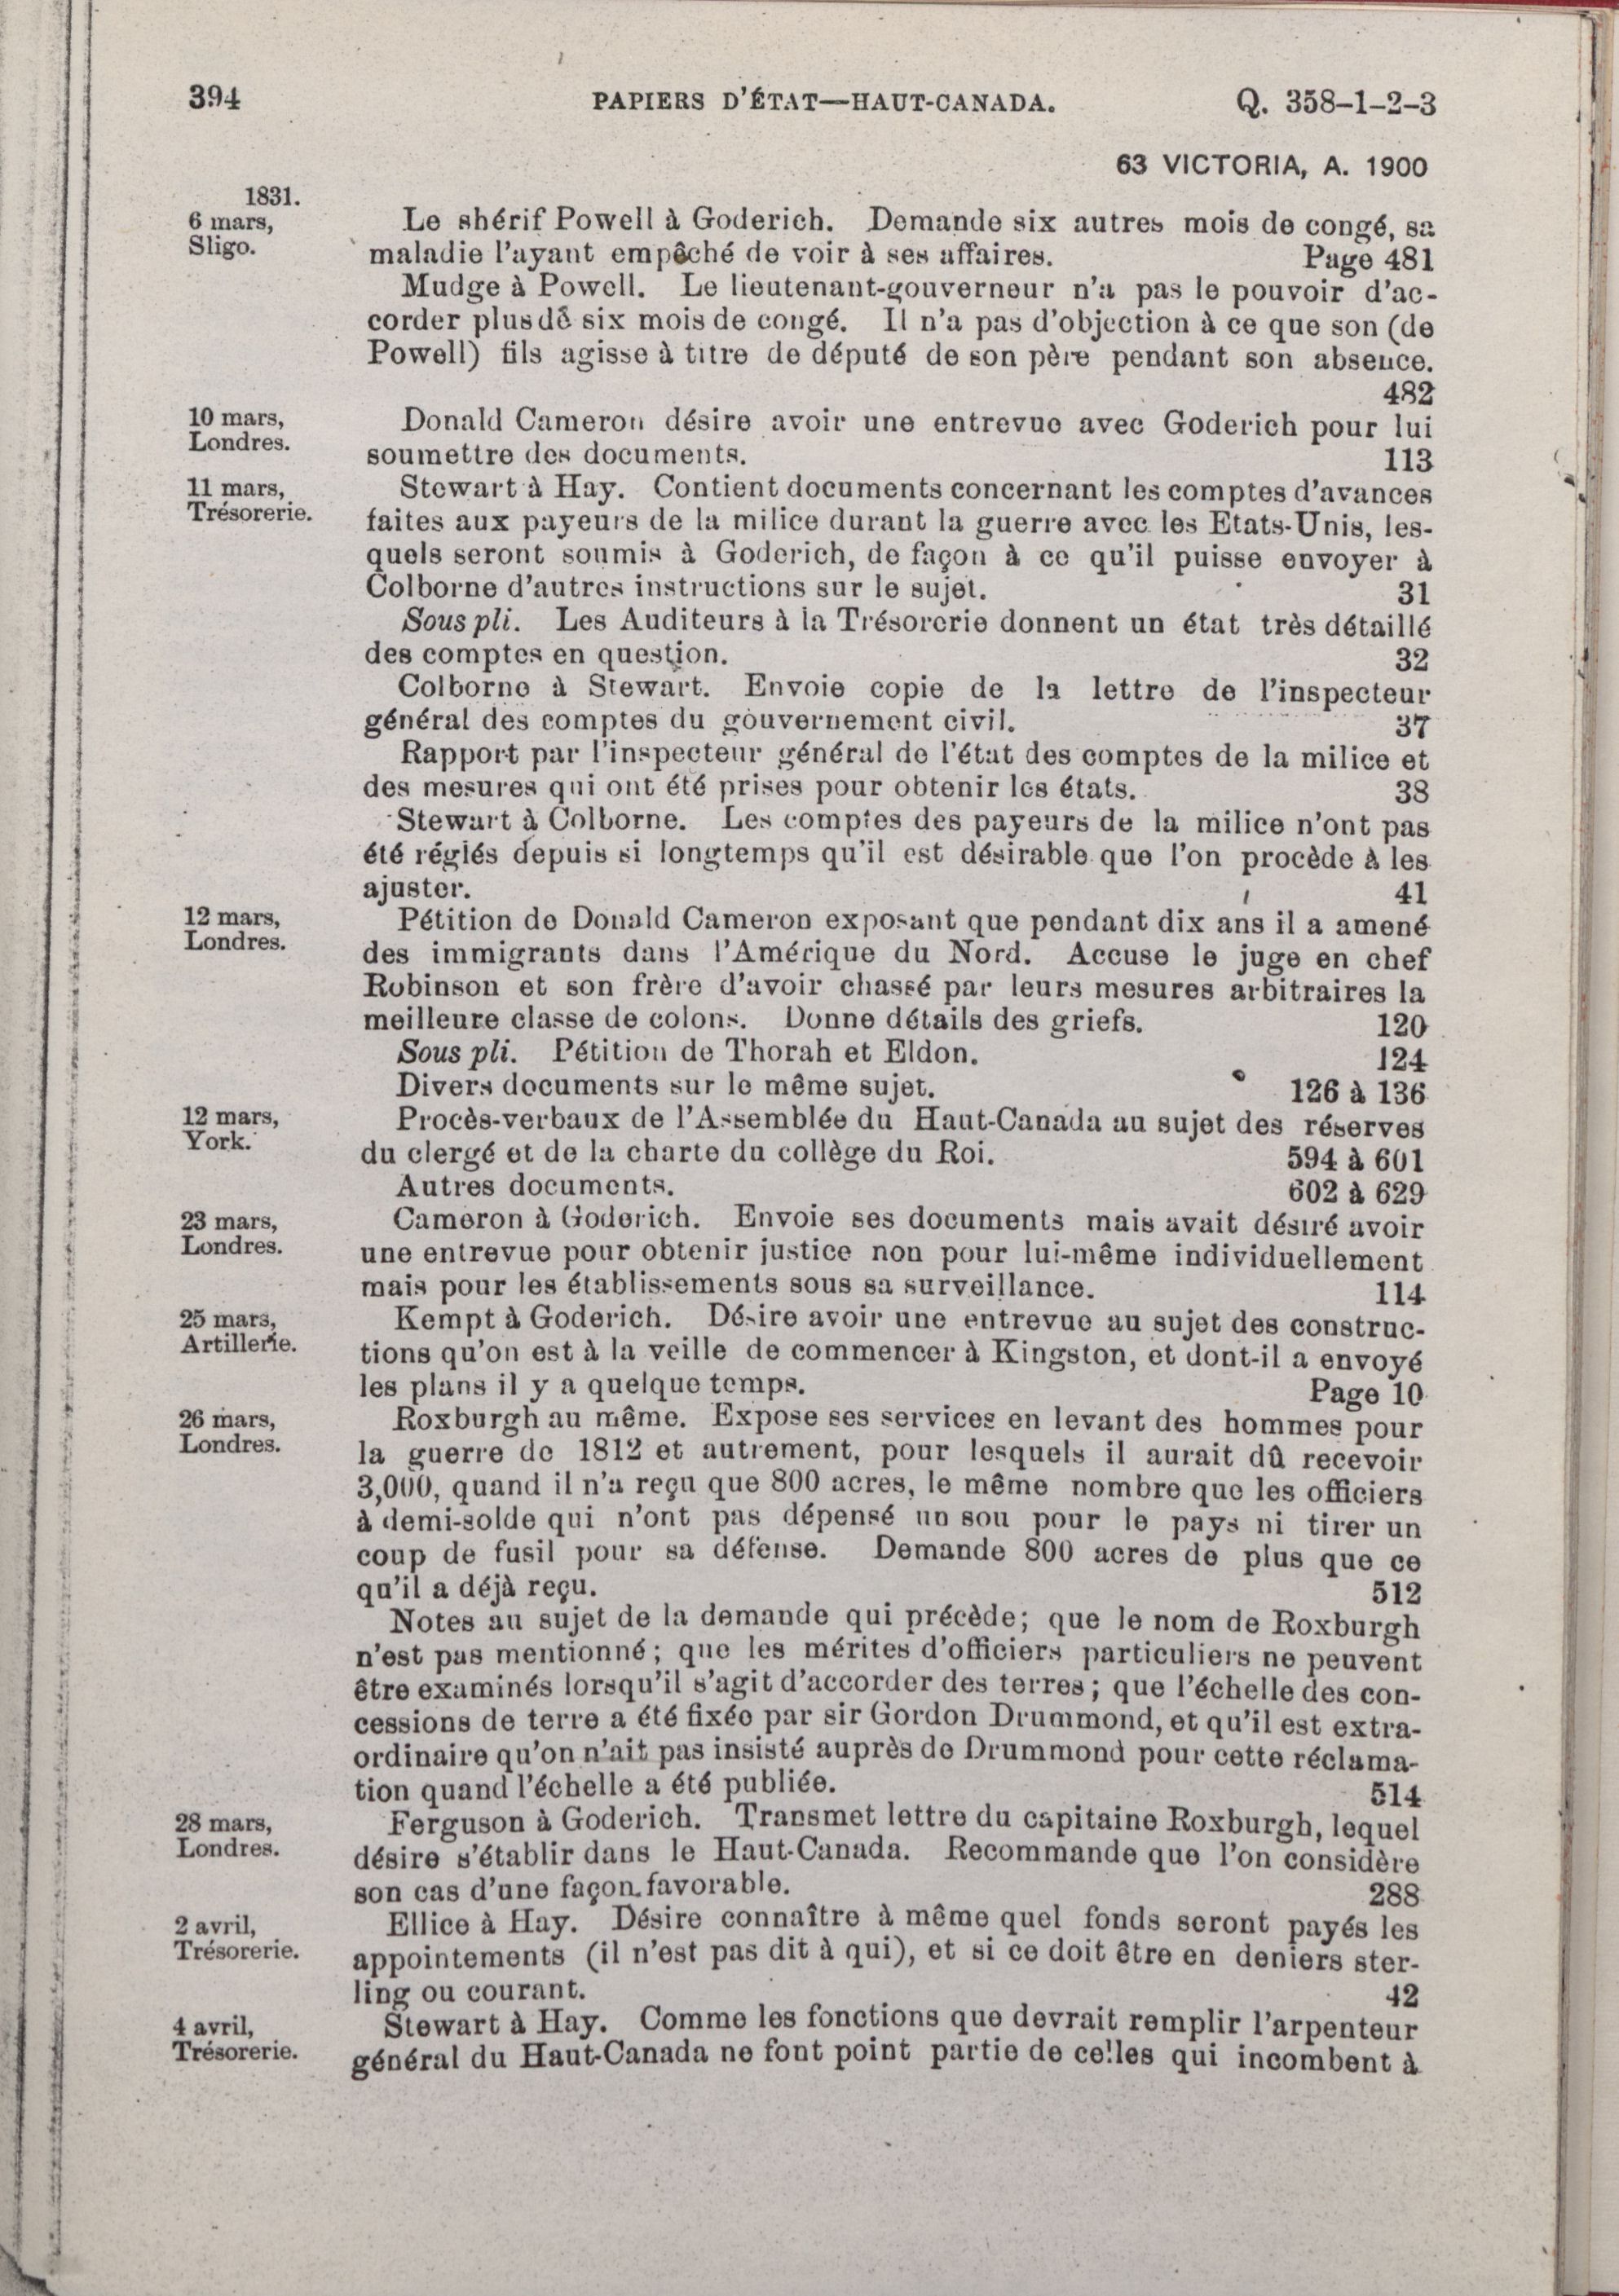 394 PAPIERS D'ÉTAT—HAUT-CANADA. Q. 358-1-2-3
63 VICTORIA, A. 1900
1831.
6 mars, Le shérif Powell à Goderich. Demande six autres mois de congé, sa
Sligo. maladie l'ayant empêché de voir à ses affaires. Page 481
Mudge à Powell. Le lieutenant-gouverneur n'a pas le pouvoir d'ac-
corder plus de six mois de congé. Il n'a pas d'objection à ce que son (de
Powell) fils agisse à titre de député de son père pendant son absence.
482
10 mars, Donald Cameron désire avoir une entrevue avec Goderich pour lui
Londres. soumettre des documents. 113
11 mars, Stewart à Hay. Contient documents concernant les comptes d'avances
Trésorerie. faites aux payeurs de la milice durant la guerre avec les Etats-Unis, les-
quels seront soumis à Goderich, de façon à ce qu'il puisse envoyer à
Colborne d'autres instructions sur le sujet. 31
Sous pli. Les Auditeurs à la Trésorerie donnent un état très détaillé
des comptes en question. 32
Colborne à Stewart. Envoie copie de la lettre de l'inspecteur
général des comptes du gouvernement civil. 37
Rapport par l'inspecteur général de l'état des comptes de la milice et
des mesures qui ont été prises pour obtenir les états. 38
Stewart à Colborne. Les comptes des payeurs de la milice n'ont pas
été réglés depuis si longtemps qu'il est désirable que l'on procède à les
ajuster. 41
12 mars, Pétition de Donald Cameron exposant que pendant dix ans il a amené
Londres. des immigrants dans l'Amérique du Nord. Accuse le juge en chef
Robinson et son frère d'avoir chassé par leurs mesures arbitraires la
meilleure classe de colons. Donne détails des griefs. 120
Sous pli. Pétition de Thorah et Eldon. 124
Divers documents sur le même sujet. 126 à 136
12 mars, Procès-verbaux de l'Assemblée du Haut-Canada au sujet des réserves
York. du clergé et de la charte du collège du Roi. 594 à 601
Autres documents. 602 à 629
23 mars, Cameron à Goderich. Envoie ses documents mais avait désiré avoir
Londres. une entrevue pour obtenir justice non pour lui-même individuellement
mais pour les établissements sous sa surveillance. 114
25 mars, Kempt à Goderich. Désire avoir une entrevue au sujet des construc-
Artillerie. tions qu'on est à la veille de commencer à Kingston, et dont-il a envoyé
les plans il y a quelque temps. Page 10
26 mars, Roxburgh au même. Expose ses services en levant des hommes pour
Londres. la guerre de 1812 et autrement, pour lesquels il aurait dû recevoir
3,000, quand il n'a reçu que 800 acres, le même nombre que les officiers
à demi-solde qui n'ont pas dépensé un sou pour le pays ni tirer un
coup de fusil pour sa défense. Demande 800 acres de plus que ce
qu'il a déjà reçu. 512
Notes au sujet de la demande qui précède; que le nom de Roxburgh
n'est pas mentionné; que les mérites d'officiers particuliers ne peuvent
être examinés lorsqu'il s'agit d'accorder des terres; que l'échelle des con-
cessions de terre a été fixée par sir Gordon Drummond, et qu'il est extra-
ordinaire qu'on n'ait pas insisté auprès de Drummond pour cette réclama-
tion quand l'échelle a été publiée. 514
28 mars, Ferguson à Goderich. Transmet lettre du capitaine Roxburgh, lequel
Londres. désire s'établir dans le Haut-Canada. Recommande que l'on considère
son cas d'une façon favorable. 288
2 avril, Ellice à Hay. Désire connaître à même quel fonds seront payés les
Trésorerie. appointements (il n'est pas dit à qui), et si ce doit être en deniers ster-
ling ou courant. 42
4 avril, Stewart à Hay. Comme les fonctions que devrait remplir l'arpenteur
Trésorerie. général du Haut-Canada ne font point partie de celles qui incombent à